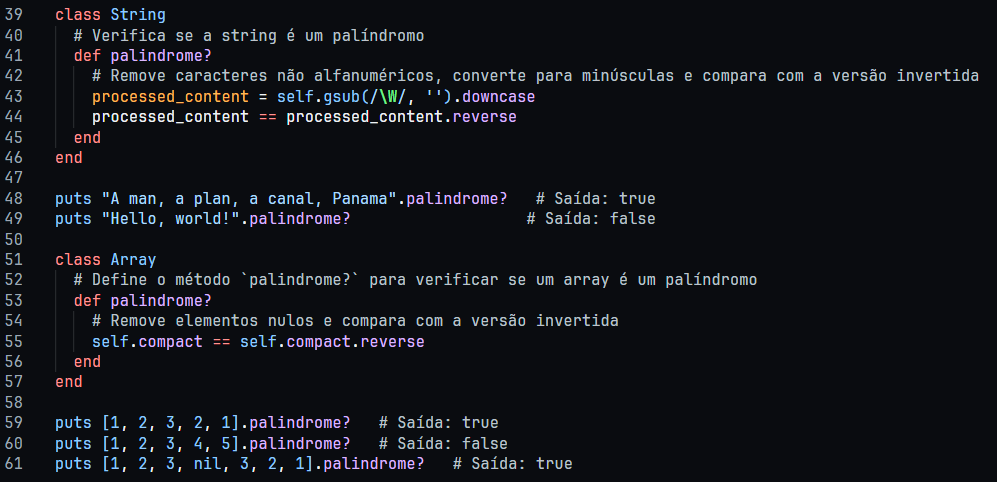 39 class String
40   # Verifica se a string é um palíndromo
41   def palindrome?
42     # Remove caracteres não alfanuméricos, converte para minúsculas e compara com a versão invertida
43     processed_content = self.gsub(/\W/, '').downcase
44     processed_content == processed_content.reverse
45   end
46 end
47
48 puts "A man, a plan, a canal, Panama".palindrome?   # Saída: true
49 puts "Hello, world!".palindrome?                   # Saída: false
50
51 class Array
52   # Define o método `palindrome?` para verificar se um array é um palíndromo
53   def palindrome?
54     # Remove elementos nulos e compara com a versão invertida
55     self.compact == self.compact.reverse
56   end
57 end
58
59 puts [1, 2, 3, 2, 1].palindrome?   # Saída: true
60 puts [1, 2, 3, 4, 5].palindrome?   # Saída: false
61 puts [1, 2, 3, nil, 3, 2, 1].palindrome?   # Saída: true